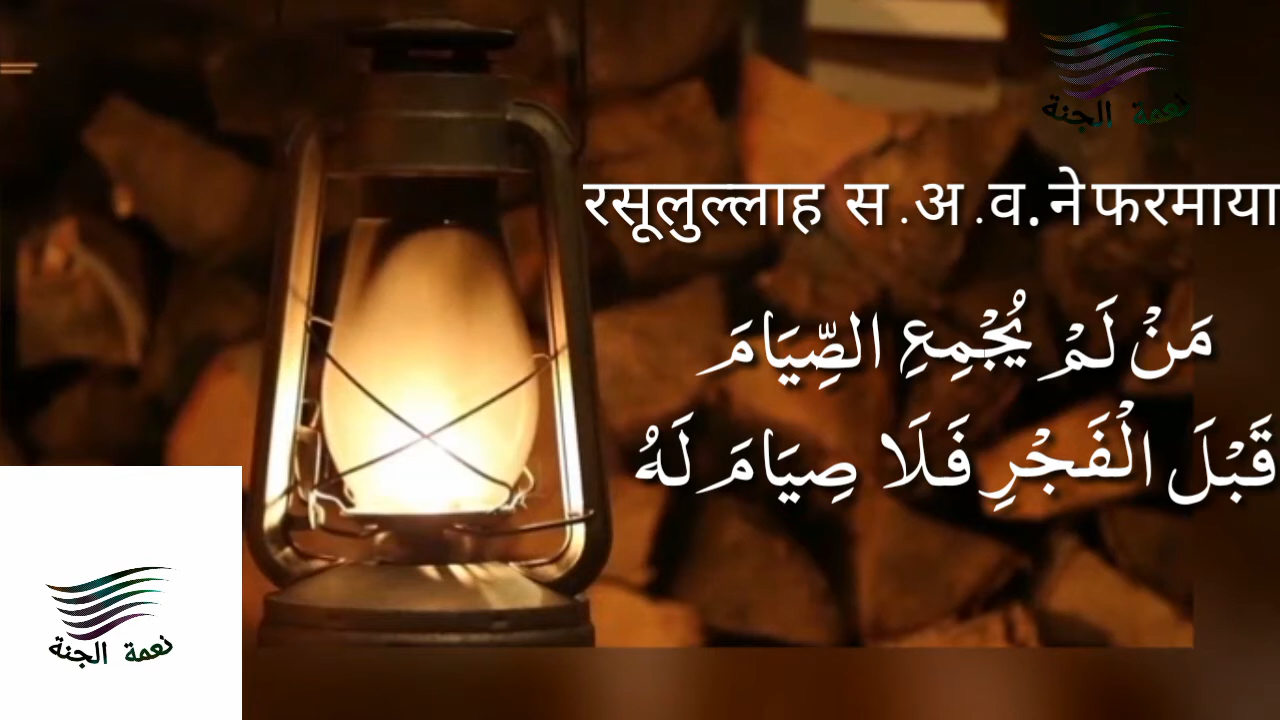 نعمة الجنة
रसूलुल्लाह स.अ.व.ने फरमाया
مَنْ لَمْ يُجْمِعِ الصِّيَامَ
قَبْلَ الْفَجْرِ فَلَا صِيَامَ لَهُ
نعمة الجنة